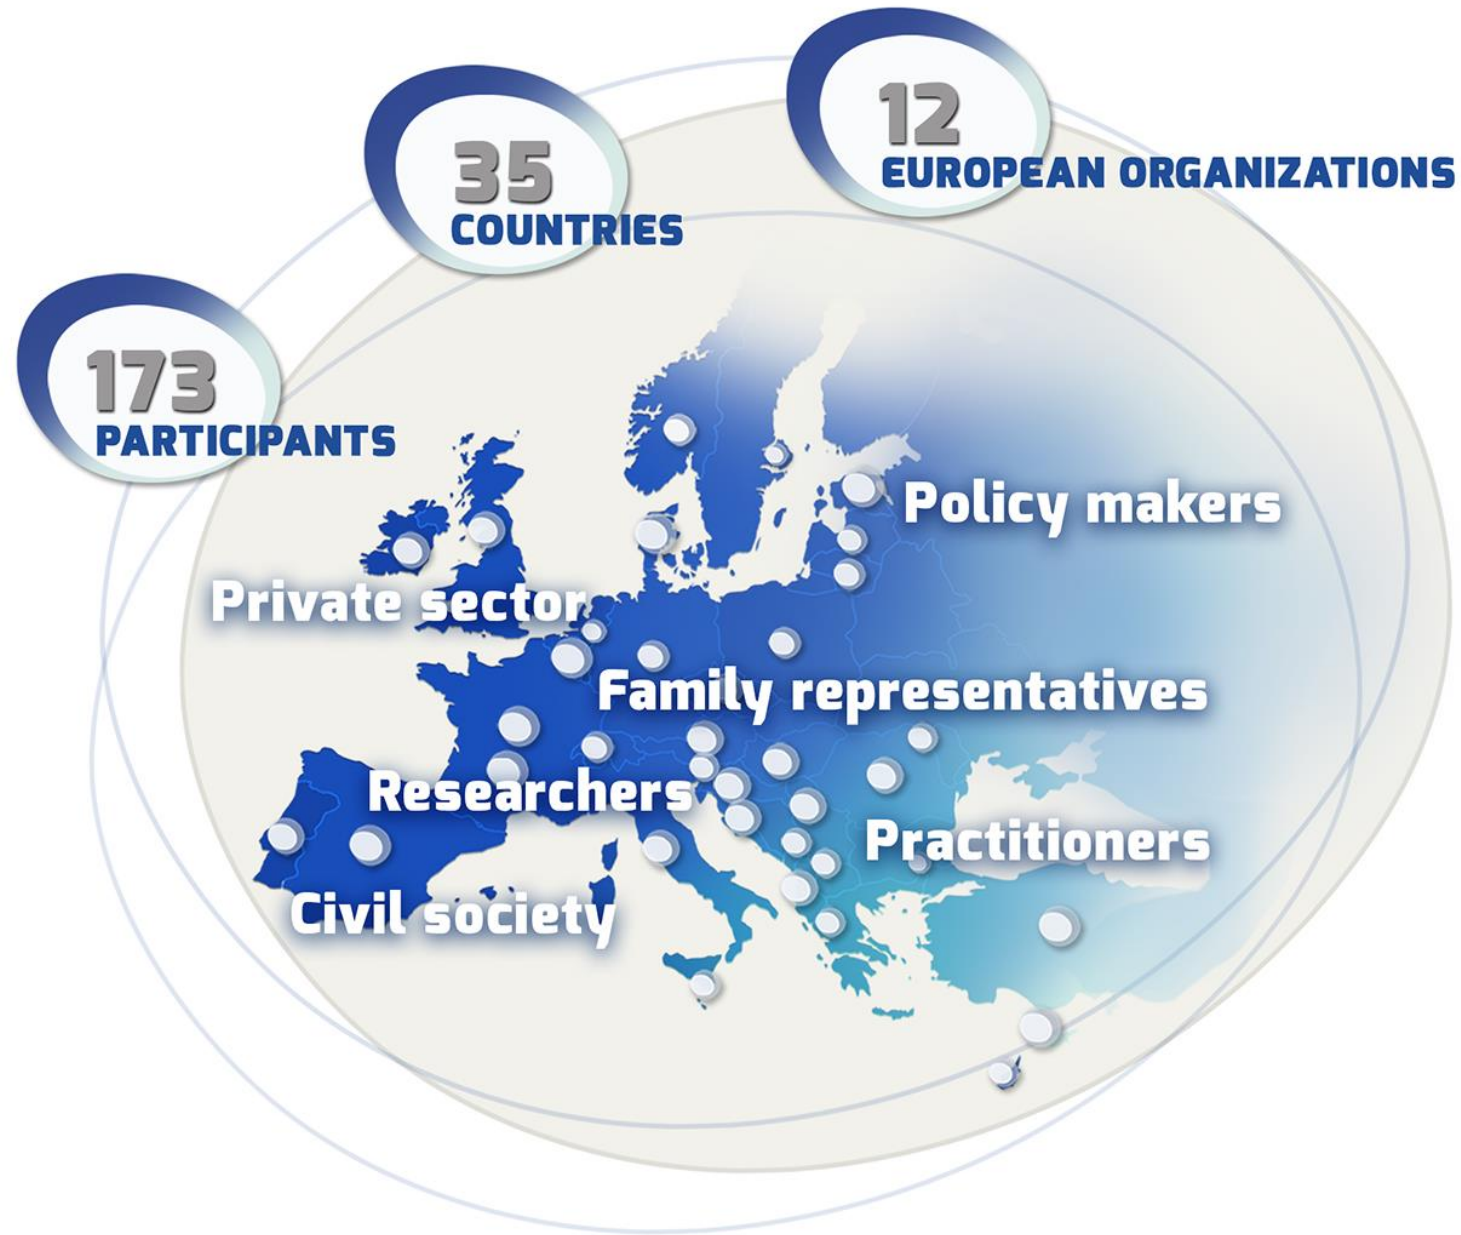 12
EUROPEAN ORGANIZATIONS
35
COUNTRIES
173
PARTICIPANTS
Policy makers
Private sector
Family representatives
Researchers
Practitioners
Civil society